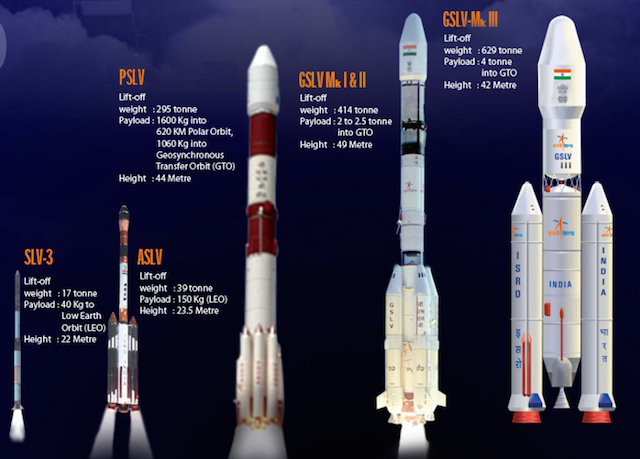 SLV-3
Lift-off
weight : 17 tonne
Payload : 40 Kg to
Low Earth
Orbit (LEO)
Height : 22 Metre
ASLV
Lift-off
weight : 39 tonne
Payload : 150 Kg (LEO)
Height : 23.5 Metre
PSLV
Lift-off
weight : 295 tonne
Payload : 1600 Kg into
620 KM Polar Orbit,
1060 Kg into
Geosynchronous
Transfer Orbit (GTO)
Height : 44 Metre
GSLV Mk I & II
Lift-off
weight : 414 tonne
Payload : 2 to 2.5 tonne
into GTO
Height : 49 Metre
GSLV
GSLV-Mk III
Lift-off
weight : 629 tonne
Payload : 4 tonne
into GTO
Height : 42 Metre
GSLV
III
ISRO
इसरो
INDIA
INDIA
भारत